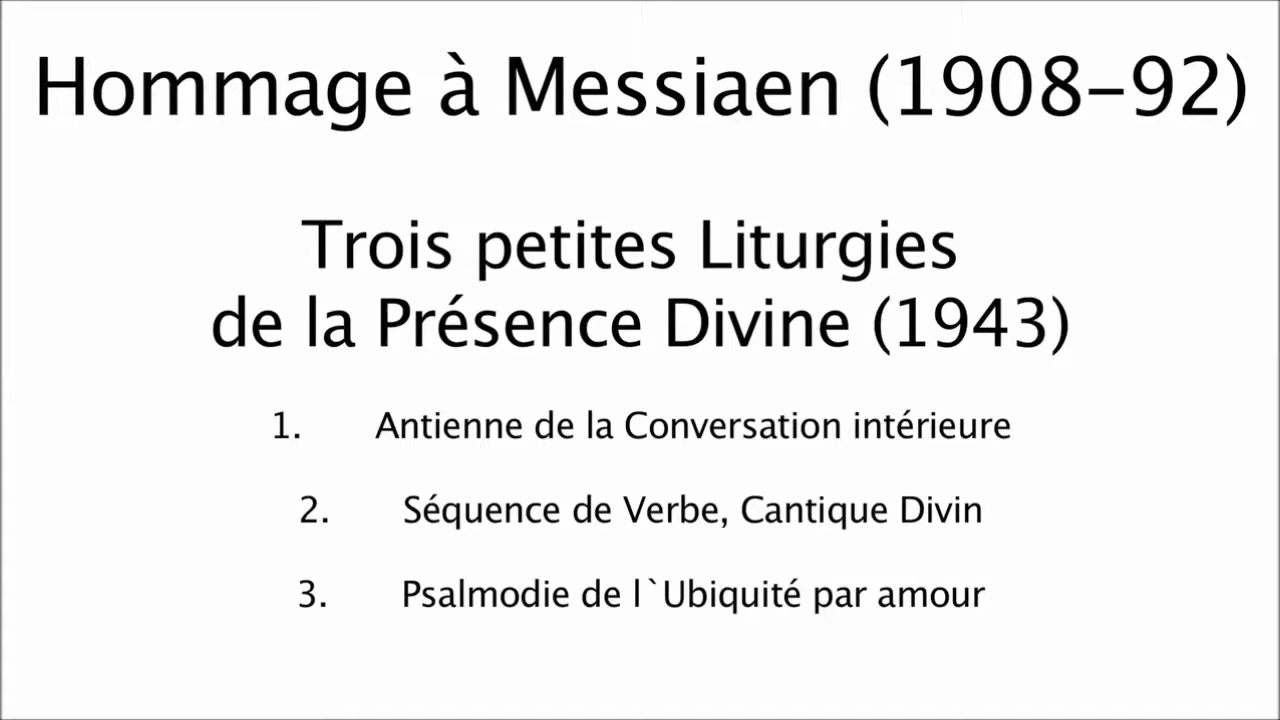 Hommage à Messiaen (1908-92)
Trois petites Liturgies
de la Présence Divine (1943)
1. Antienne de la Conversation intérieure
2. Séquence de Verbe, Cantique Divin
3. Psalmodie de l`Ubiquité par amour